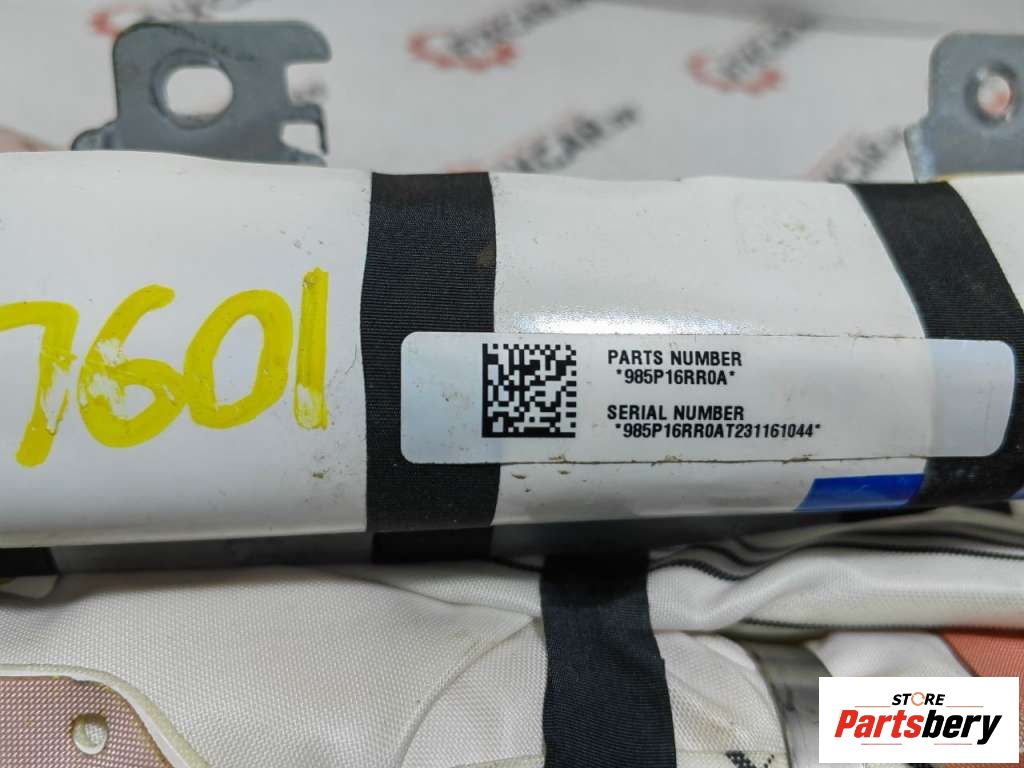 7601
PARTS NUMBER
*985P16RR0A*
SERIAL NUMBER
*985P16RR0AT231161044*
STORE
Partsbery